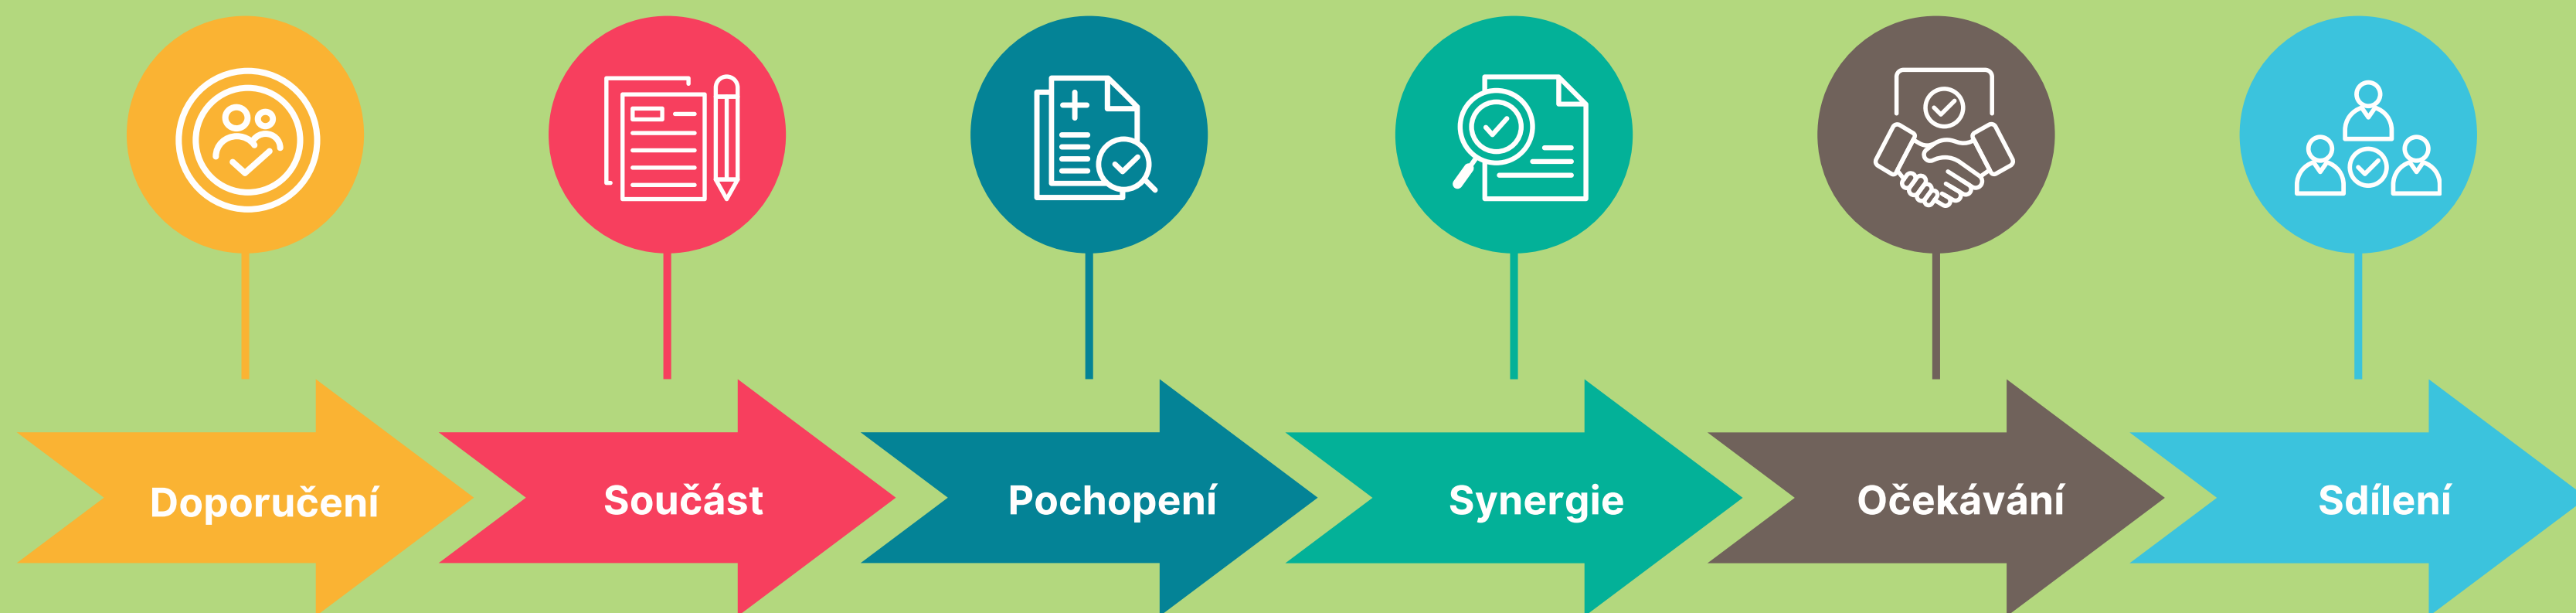 Doporučení
Součást
Pochopení
Synergie
Očekávání
Sdílení